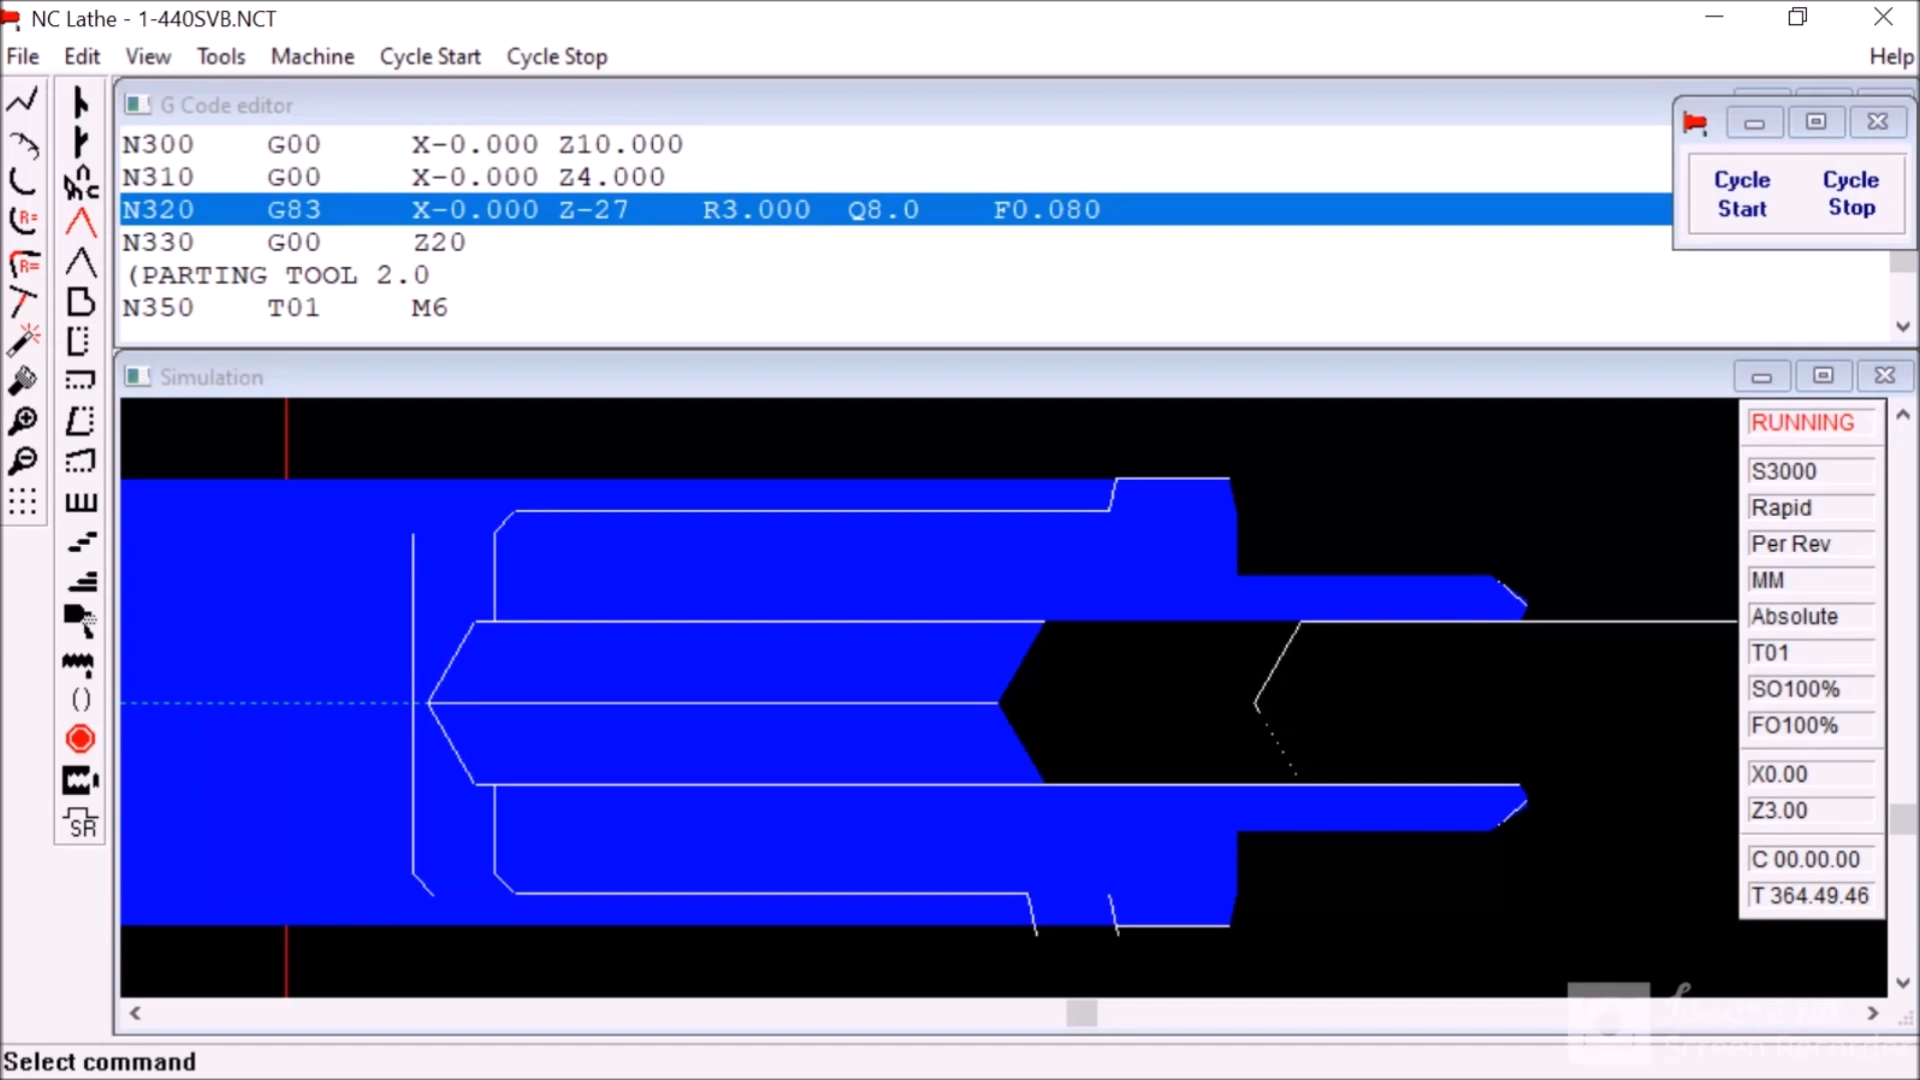 NC Lathe - 1-440SVB.NCT
File Edit View Tools Machine Cycle Start Cycle Stop Help
G Code editor
N300 G00 X-0.000 Z10.000
N310 G00 X-0.000 Z4.000
N320 G83 X-0.000 Z-27 R3.000 Q8.0 F0.080
N330 G00 Z20
(PARTING TOOL 2.0
N350 T01 M6
Cycle Start
Cycle Stop
R=
R=
()
SR
Simulation
RUNNING
S3000
Rapid
Per Rev
MM
Absolute
T01
SO100%
FO100%
X0.00
Z3.00
C 00.00.00
T 364.49.46
Select command